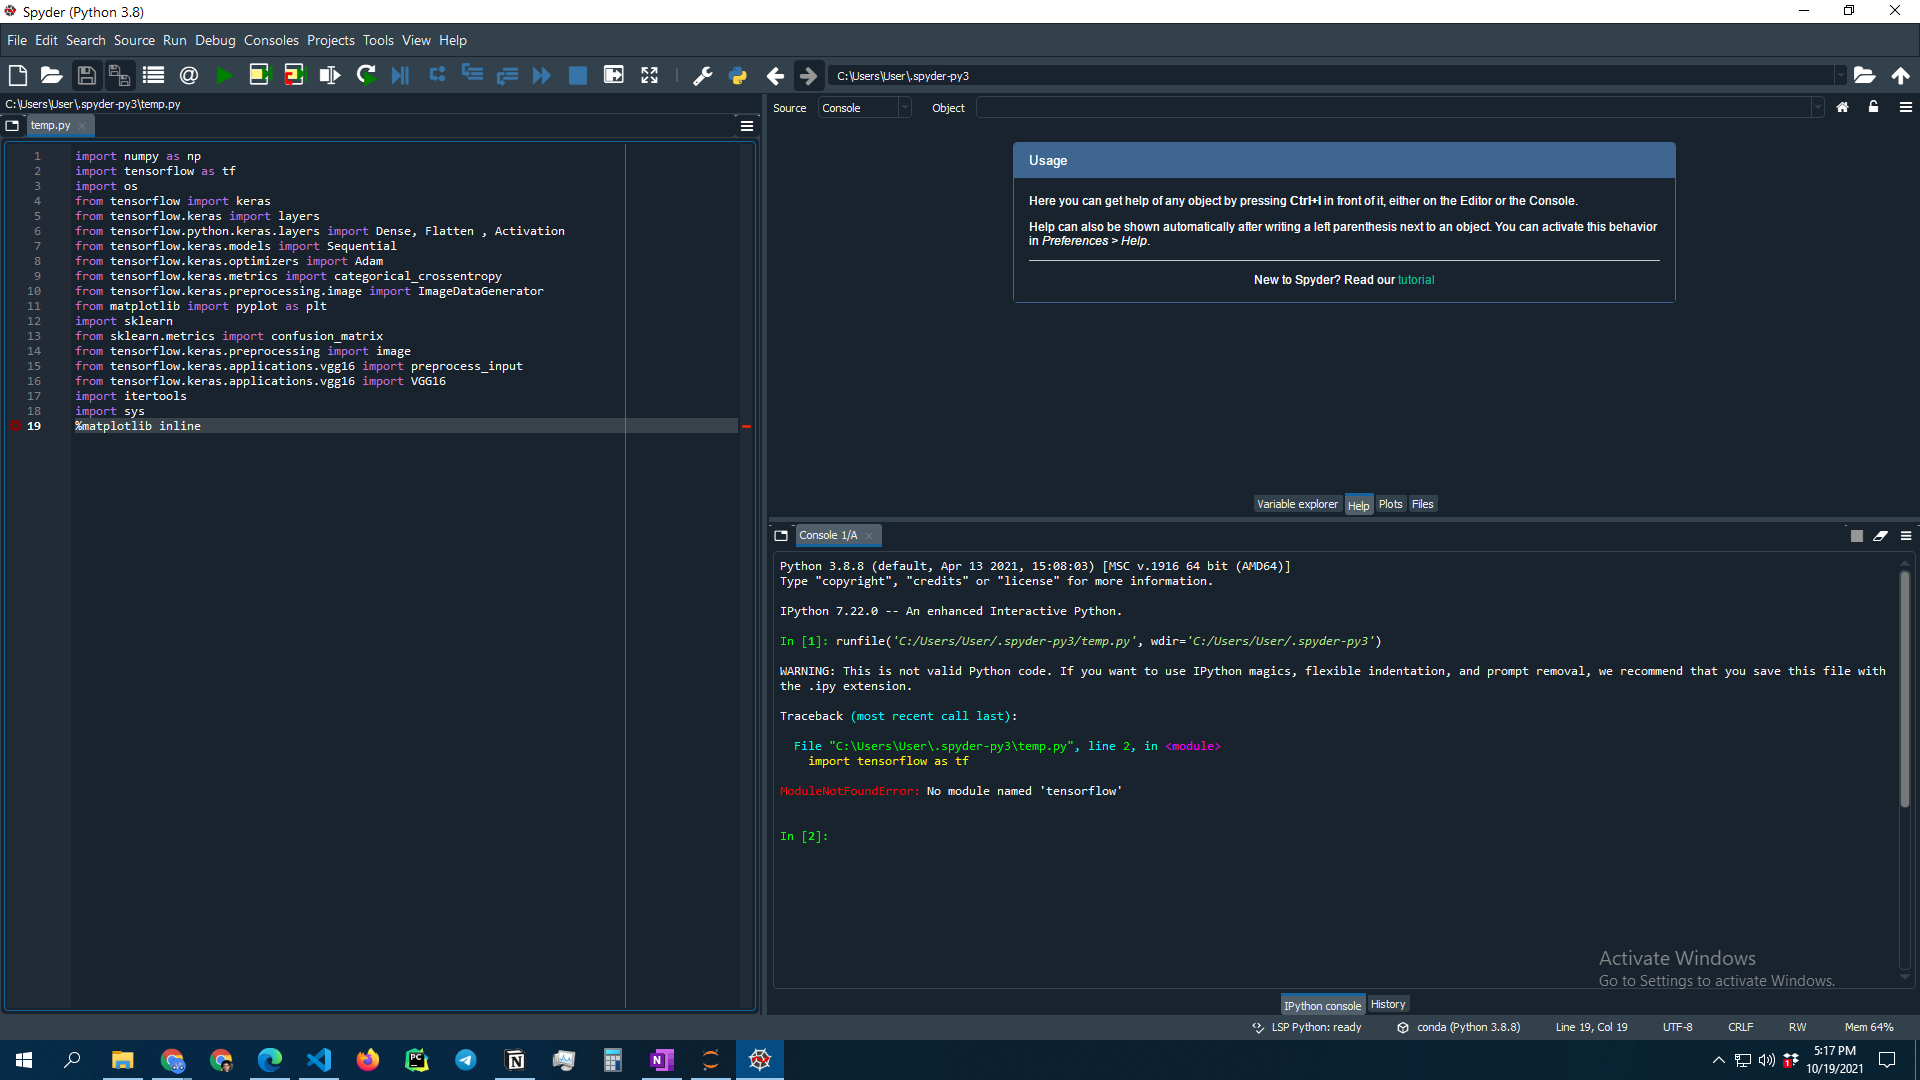 Spyder (Python 3.8)
File Edit Search Source Run Debug Consoles Projects Tools View Help
C:\Users\User\.spyder-py3
C:\Users\User\.spyder-py3\temp.py
temp.py
1 import numpy as np
2 import tensorflow as tf
3 import os
4 from tensorflow import keras
5 from tensorflow.keras import layers
6 from tensorflow.python.keras.layers import Dense, Flatten , Activation
7 from tensorflow.keras.models import Sequential
8 from tensorflow.keras.optimizers import Adam
9 from tensorflow.keras.metrics import categorical_crossentropy
10 from tensorflow.keras.preprocessing.image import ImageDataGenerator
11 from matplotlib import pyplot as plt
12 import sklearn
13 from sklearn.metrics import confusion_matrix
14 from tensorflow.keras.preprocessing import image
15 from tensorflow.keras.applications.vgg16 import preprocess_input
16 from tensorflow.keras.applications.vgg16 import VGG16
17 import itertools
18 import sys
19 %matplotlib inline
Source Console Object
Usage
Here you can get help of any object by pressing Ctrl+I in front of it, either on the Editor or the Console.
Help can also be shown automatically after writing a left parenthesis next to an object. You can activate this behavior
in Preferences > Help.
New to Spyder? Read our tutorial
Variable explorer Help Plots Files
Console 1/A
Python 3.8.8 (default, Apr 13 2021, 15:08:03) [MSC v.1916 64 bit (AMD64)]
Type "copyright", "credits" or "license" for more information.
IPython 7.22.0 -- An enhanced Interactive Python.
In [1]: runfile('C:/Users/User/.spyder-py3/temp.py', wdir='C:/Users/User/.spyder-py3')
WARNING: This is not valid Python code. If you want to use IPython magics, flexible indentation, and prompt removal, we recommend that you save this file with
the .ipy extension.
Traceback (most recent call last):
File "C:\Users\User\.spyder-py3\temp.py", line 2, in <module>
import tensorflow as tf
ModuleNotFoundError: No module named 'tensorflow'
In [2]:
Activate Windows
Go to Settings to activate Windows.
IPython console History
LSP Python: ready conda (Python 3.8.8) Line 19, Col 19 UTF-8 CRLF RW Mem 64%
5:17 PM
10/19/2021